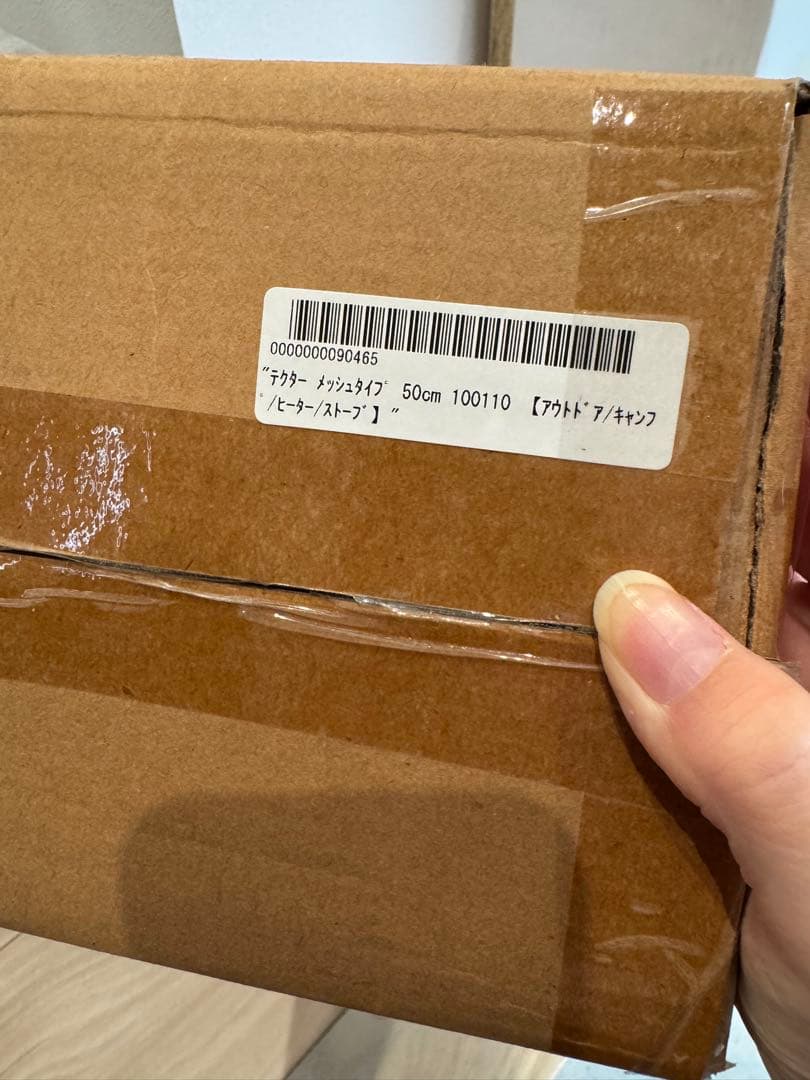 0000000090465
"テクター メッシュタイプ 50cm 100110 【アウトドア/キャンフ
゜/ヒーター/ストーブ】"